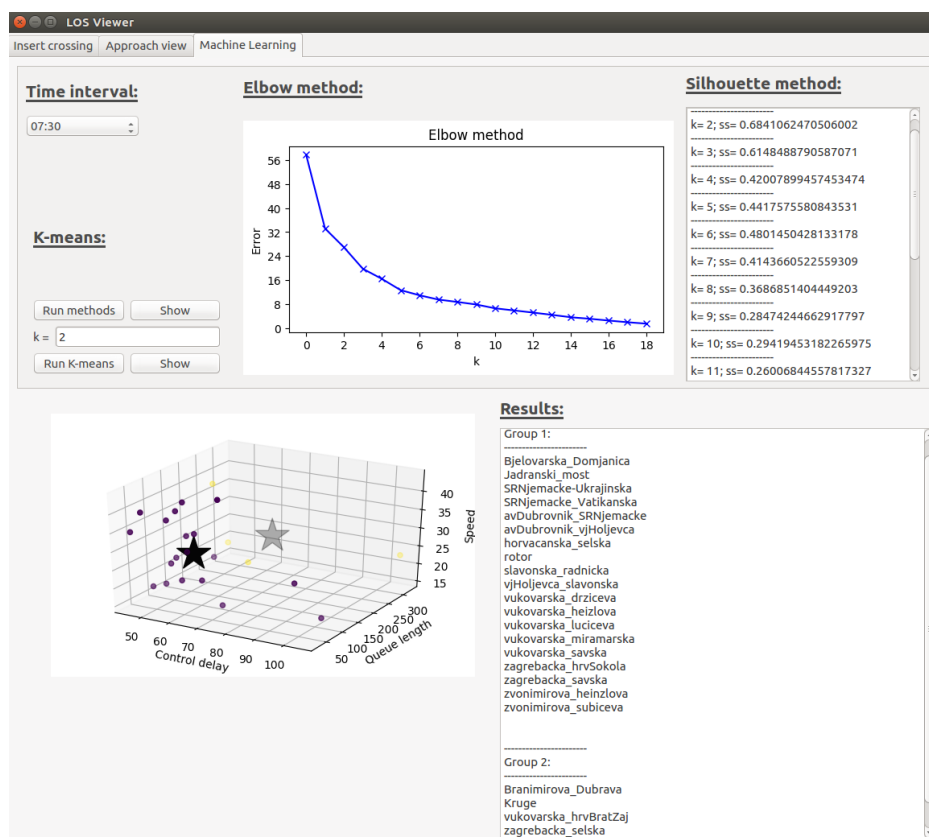 LOS Viewer
Insert crossing Approach view Machine Learning
Time interval:
07:30
K-means:
Run methods Show
k = 2
Run K-means Show
Elbow method:
Elbow method
Error
56
48
40
32
24
16
8
0
0 2 4 6 8 10 12 14 16 18
k
Silhouette method:
-----------------------
k= 2; ss= 0.6841062470506002
-----------------------
k= 3; ss= 0.6148488790587071
-----------------------
k= 4; ss= 0.42007899457453474
-----------------------
k= 5; ss= 0.4417575580843531
-----------------------
k= 6; ss= 0.4801450428133178
-----------------------
k= 7; ss= 0.4143660522559309
-----------------------
k= 8; ss= 0.3686851404449203
-----------------------
k= 9; ss= 0.28474244662917797
-----------------------
k= 10; ss= 0.29419453182265975
-----------------------
k= 11; ss= 0.26006844557817327
40
35
30
25
20
15
Speed
50 60 70 80 90 100
Control delay
50 100 150 200 250 300
Queue length
Results:
Group 1:
-----------------------
Bjelovarska_Domjanica
Jadranski_most
SRNjemacke-Ukrajinska
SRNjemacke_Vatikanska
avDubrovnik_SRNjemacke
avDubrovnik_vjHoljevca
horvacanska_selska
rotor
slavonska_radnicka
vjHoljevca_slavonska
vukovarska_drziceva
vukovarska_heizlova
vukovarska_luciceva
vukovarska_miramarska
vukovarska_savska
zagrebacka_hrvSokola
zagrebacka_savska
zvonimirova_heinzlova
zvonimirova_subiceva
-----------------------
Group 2:
-----------------------
Branimirova_Dubrava
Kruge
vukovarska_hrvBratZaj
zagrebacka_selska